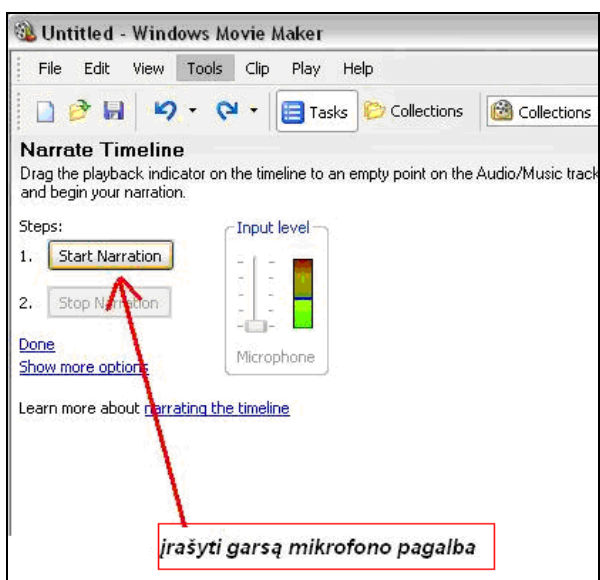 Untitled - Windows Movie Maker
File Edit View Tools Clip Play Help
Tasks Collections Collections
Narrate Timeline
Drag the playback indicator on the timeline to an empty point on the Audio/Music track
and begin your narration.
Steps:
Input level
1. Start Narration
2. Stop Narration
Done
Microphone
Show more options
Learn more about narrating the timeline
įrašyti garsą mikrofono pagalba